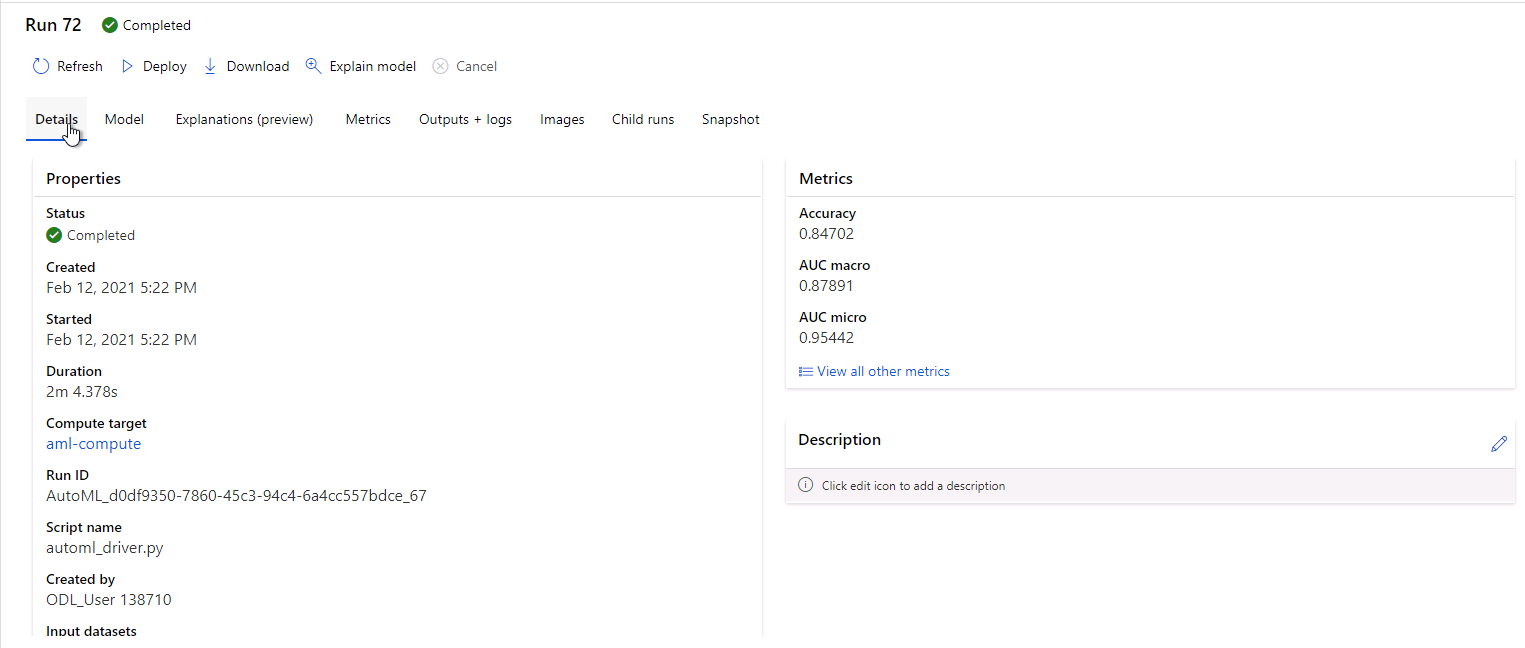 Run 72 Completed
Refresh Deploy Download Explain model Cancel
Details Model Explanations (preview) Metrics Outputs + logs Images Child runs Snapshot
Properties
Status
Completed
Created
Feb 12, 2021 5:22 PM
Started
Feb 12, 2021 5:22 PM
Duration
2m 4.378s
Compute target
aml-compute
Run ID
AutoML_d0df9350-7860-45c3-94c4-6a4cc557bdce_67
Script name
automl_driver.py
Created by
ODL_User 138710
Input datasets
Metrics
Accuracy
0.84702
AUC macro
0.87891
AUC micro
0.95442
View all other metrics
Description
Click edit icon to add a description